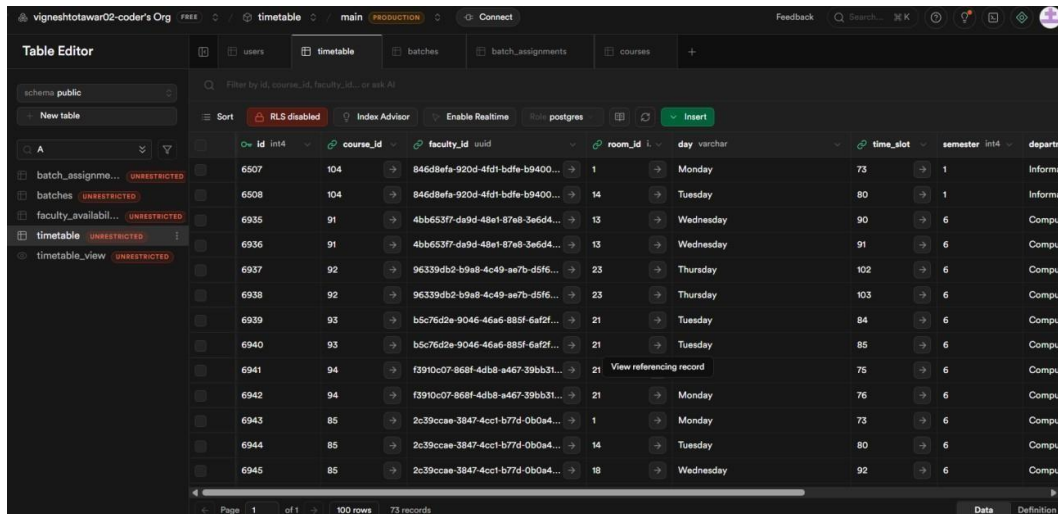 vigneshtotawar02-coder's Org FREE timetable main PRODUCTION Connect Feedback Search... ⌘K
Table Editor
users timetable batches batch_assignments courses +
schema public
Filter by id, course_id, faculty_id... or ask AI
New table
Sort RLS disabled Index Advisor Enable Realtime Role postgres Insert
A
id int4 course_id faculty_id uuid room_id i. day varchar time_slot semester int4 departr
batch_assignme... UNRESTRICTED
batches UNRESTRICTED
faculty_availabil... UNRESTRICTED
timetable UNRESTRICTED
timetable_view UNRESTRICTED
6507 104 846d8efa-920d-4fd1-bdfe-b9400... 1 Monday 73 1 Informa
6508 104 846d8efa-920d-4fd1-bdfe-b9400... 14 Tuesday 80 1 Informa
6935 91 4bb653f7-da9d-48e1-87e8-3e6d4... 13 Wednesday 90 6 Compu
6936 91 4bb653f7-da9d-48e1-87e8-3e6d4... 13 Wednesday 91 6 Compu
6937 92 96339db2-b9a8-4c49-ae7b-d5f6... 23 Thursday 102 6 Compu
6938 92 96339db2-b9a8-4c49-ae7b-d5f6... 23 Thursday 103 6 Compu
6939 93 b5c76d2e-9046-46a6-885f-6af2f... 21 Tuesday 84 6 Compu
6940 93 b5c76d2e-9046-46a6-885f-6af2f... 21 Tuesday 85 6 Compu
6941 94 f3910c07-868f-4db8-a467-39bb31... 21 View referencing record 75 6 Compu
6942 94 f3910c07-868f-4db8-a467-39bb31... 21 Monday 76 6 Compu
6943 85 2c39ccae-3847-4cc1-b77d-0b0a4... 1 Monday 73 6 Compu
6944 85 2c39ccae-3847-4cc1-b77d-0b0a4... 14 Tuesday 80 6 Compu
6945 85 2c39ccae-3847-4cc1-b77d-0b0a4... 18 Wednesday 92 6 Compu
Page 1 of 1 100 rows 73 records Data Definition